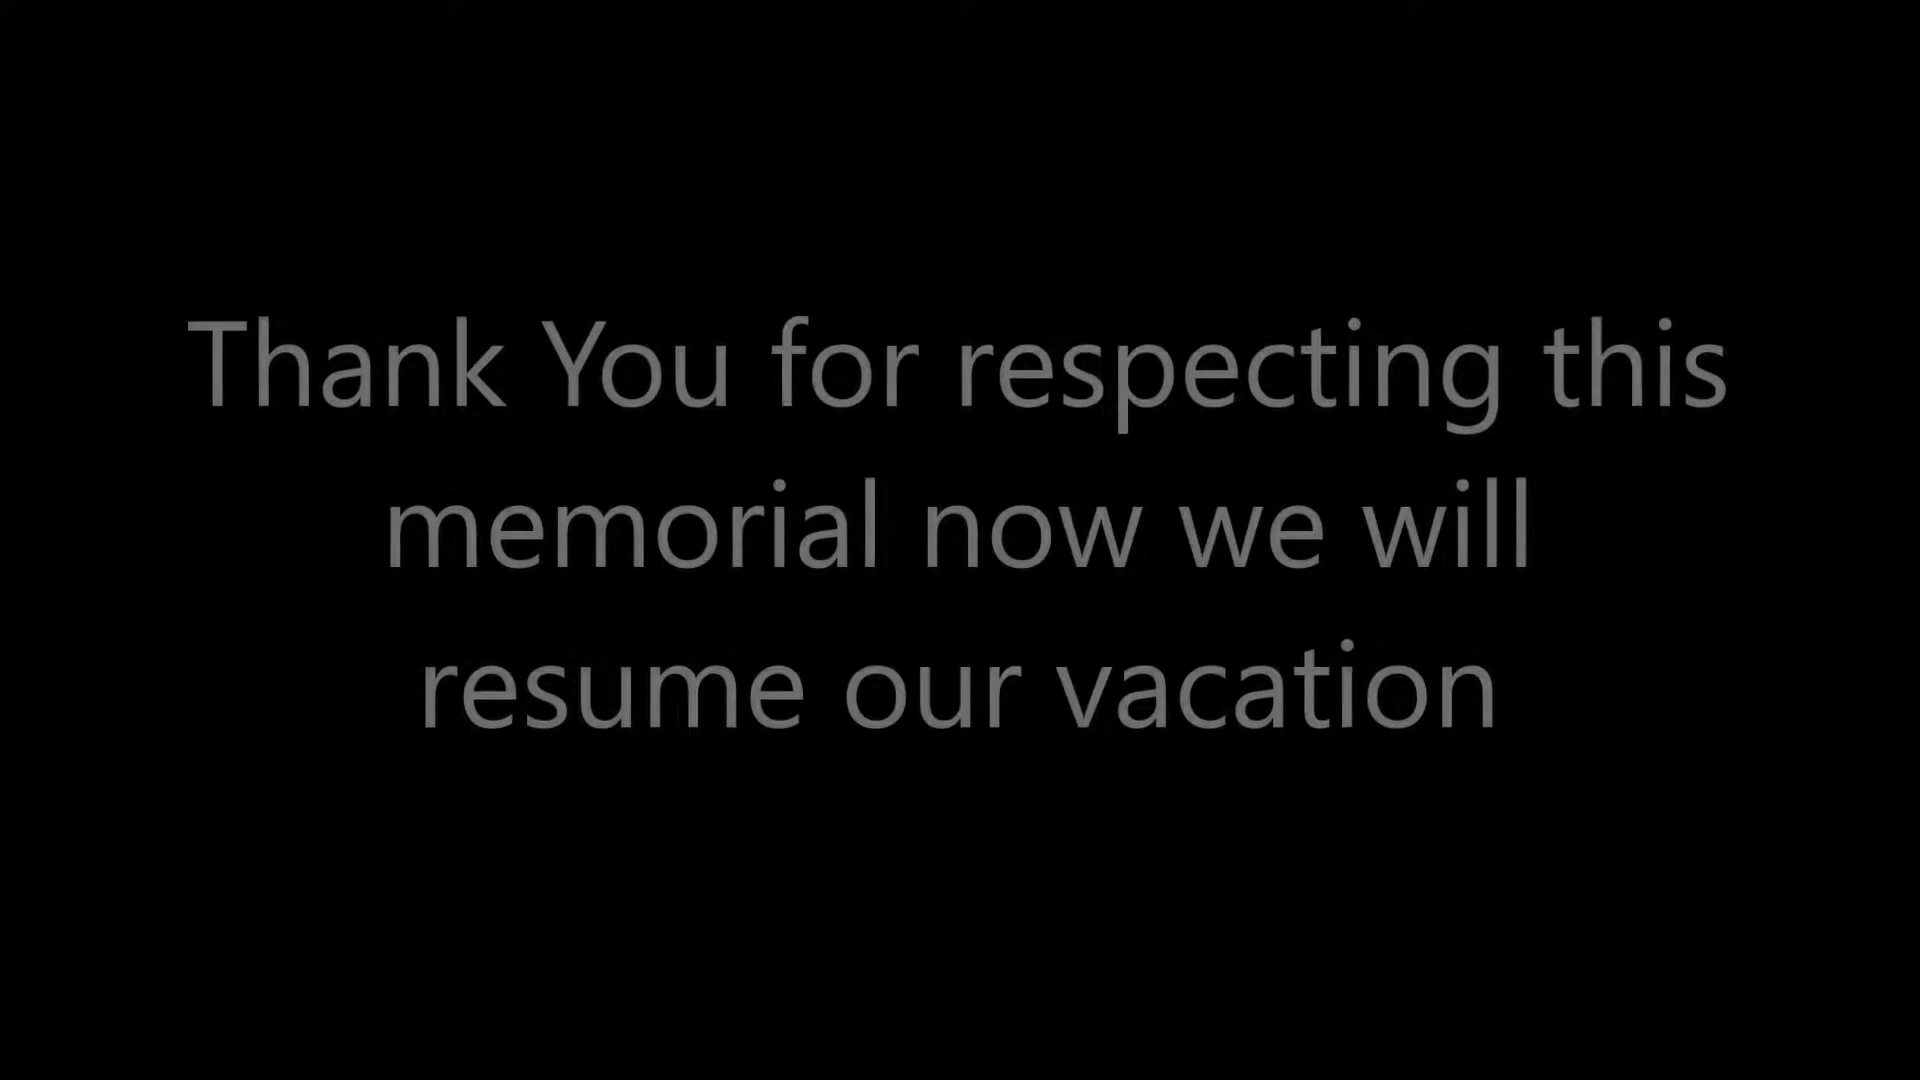 Thank You for respecting this
memorial now we will
resume our vacation